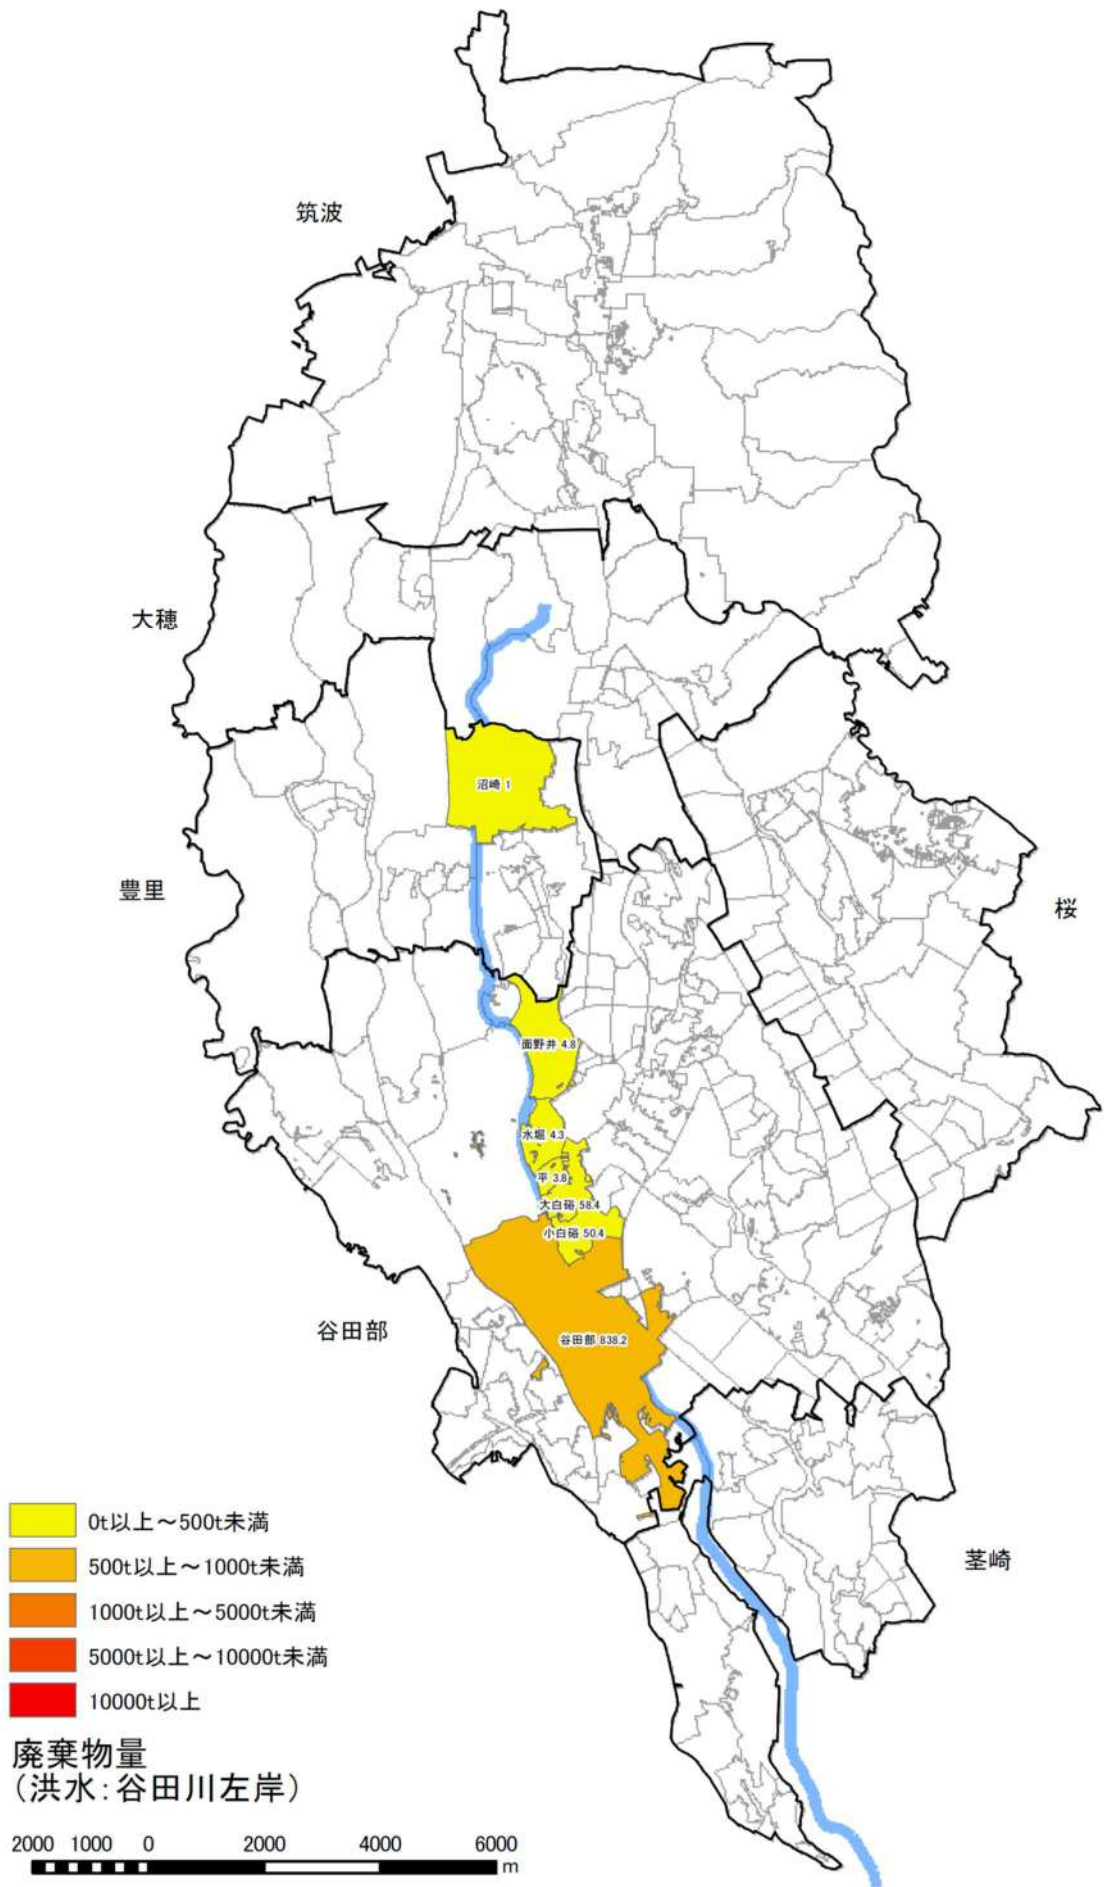 筑波
大穂
沼崎 1
豊里
桜
面野井 4.8
水堀 4.3
平 3.8
大白硲 58.4
小白硲 50.4
谷田部
谷田部 838.2
茎崎
0t以上～500t未満
500t以上～1000t未満
1000t以上～5000t未満
5000t以上～10000t未満
10000t以上
廃棄物量
（洪水：谷田川左岸）
2000 1000 0 2000 4000 6000
m